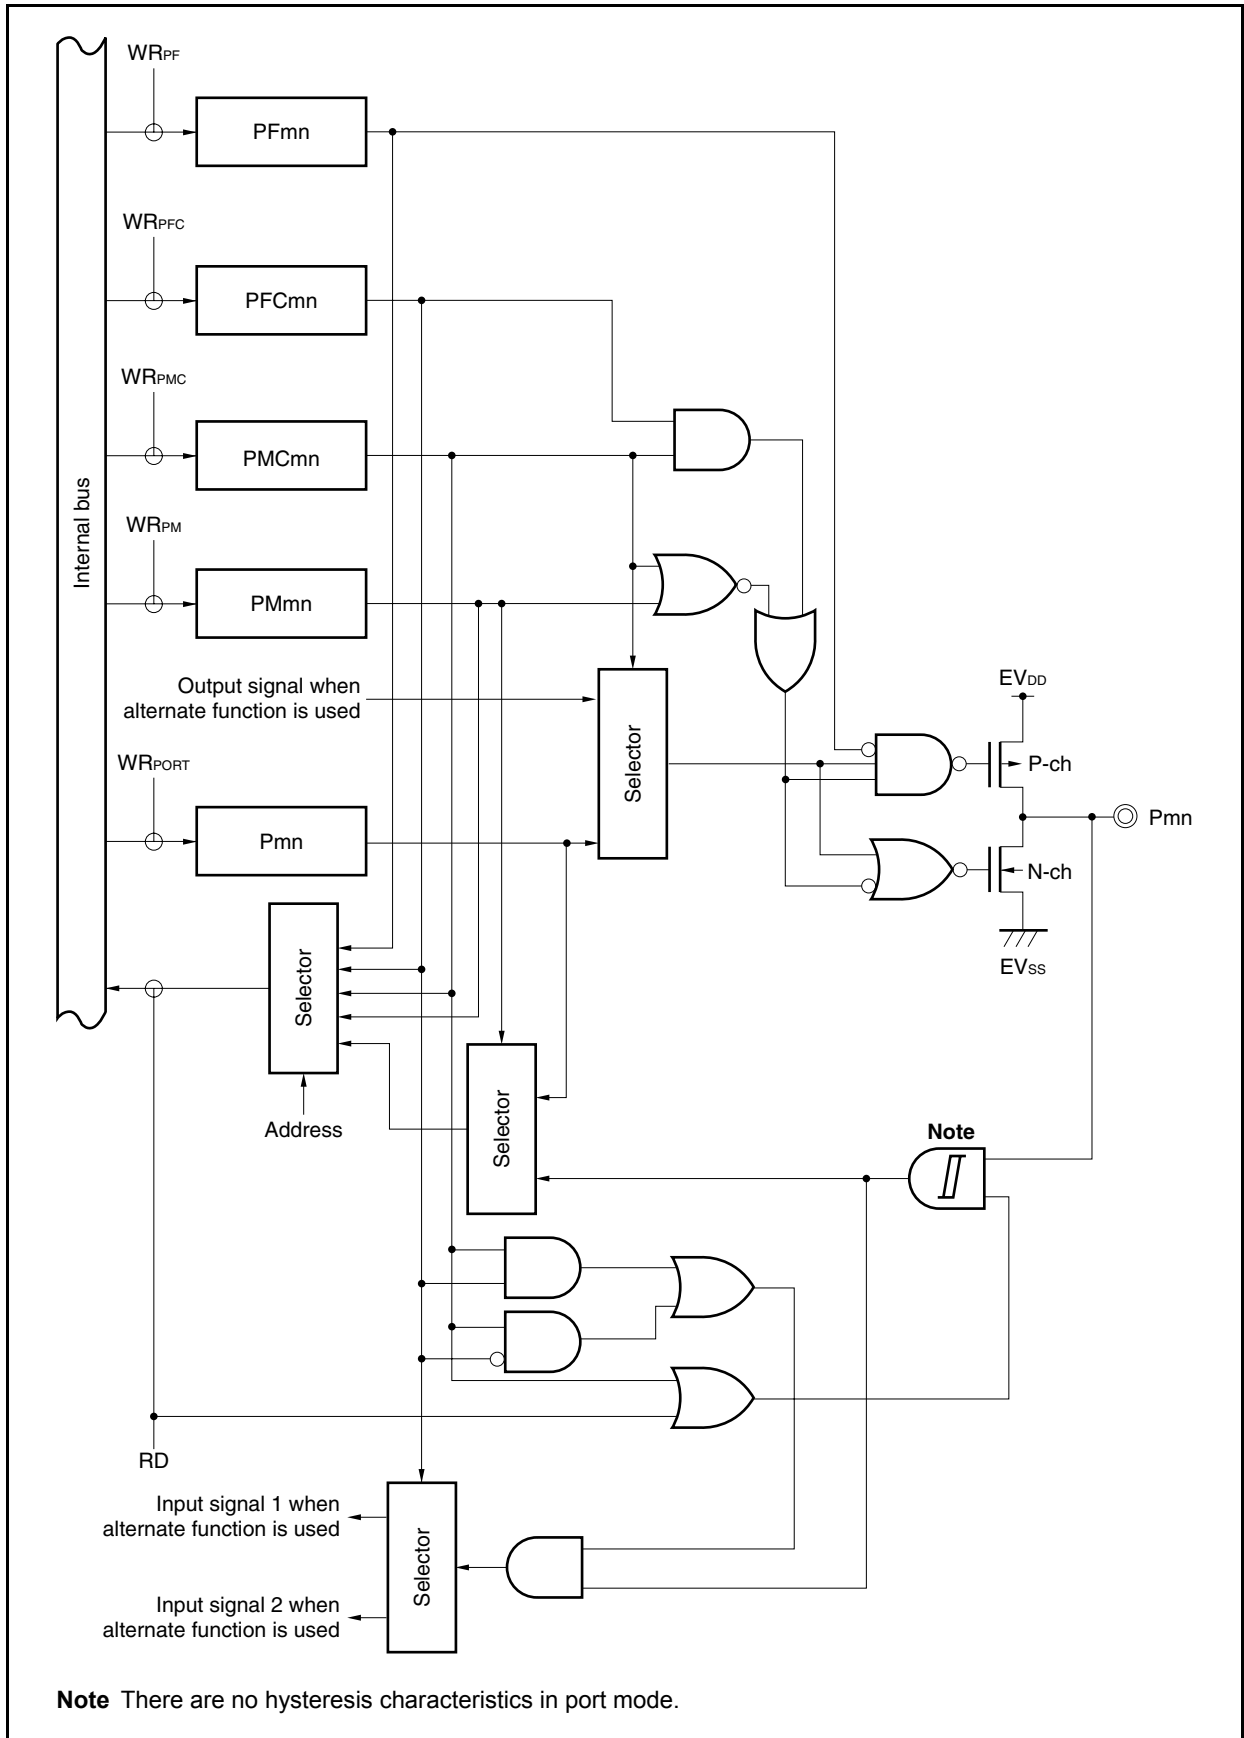 WRPF
PFmn
WRPFC
PFCmn
WRPMC
PMCmn
Internal bus
WRPM
PMmn
Output signal when
alternate function is used
Selector
EVDD
P-ch
WRPORT
Pmn
Pmn
N-ch
EVSS
Selector
Address
Selector
Note
RD
Input signal 1 when
alternate function is used
Selector
Input signal 2 when
alternate function is used
Note There are no hysteresis characteristics in port mode.